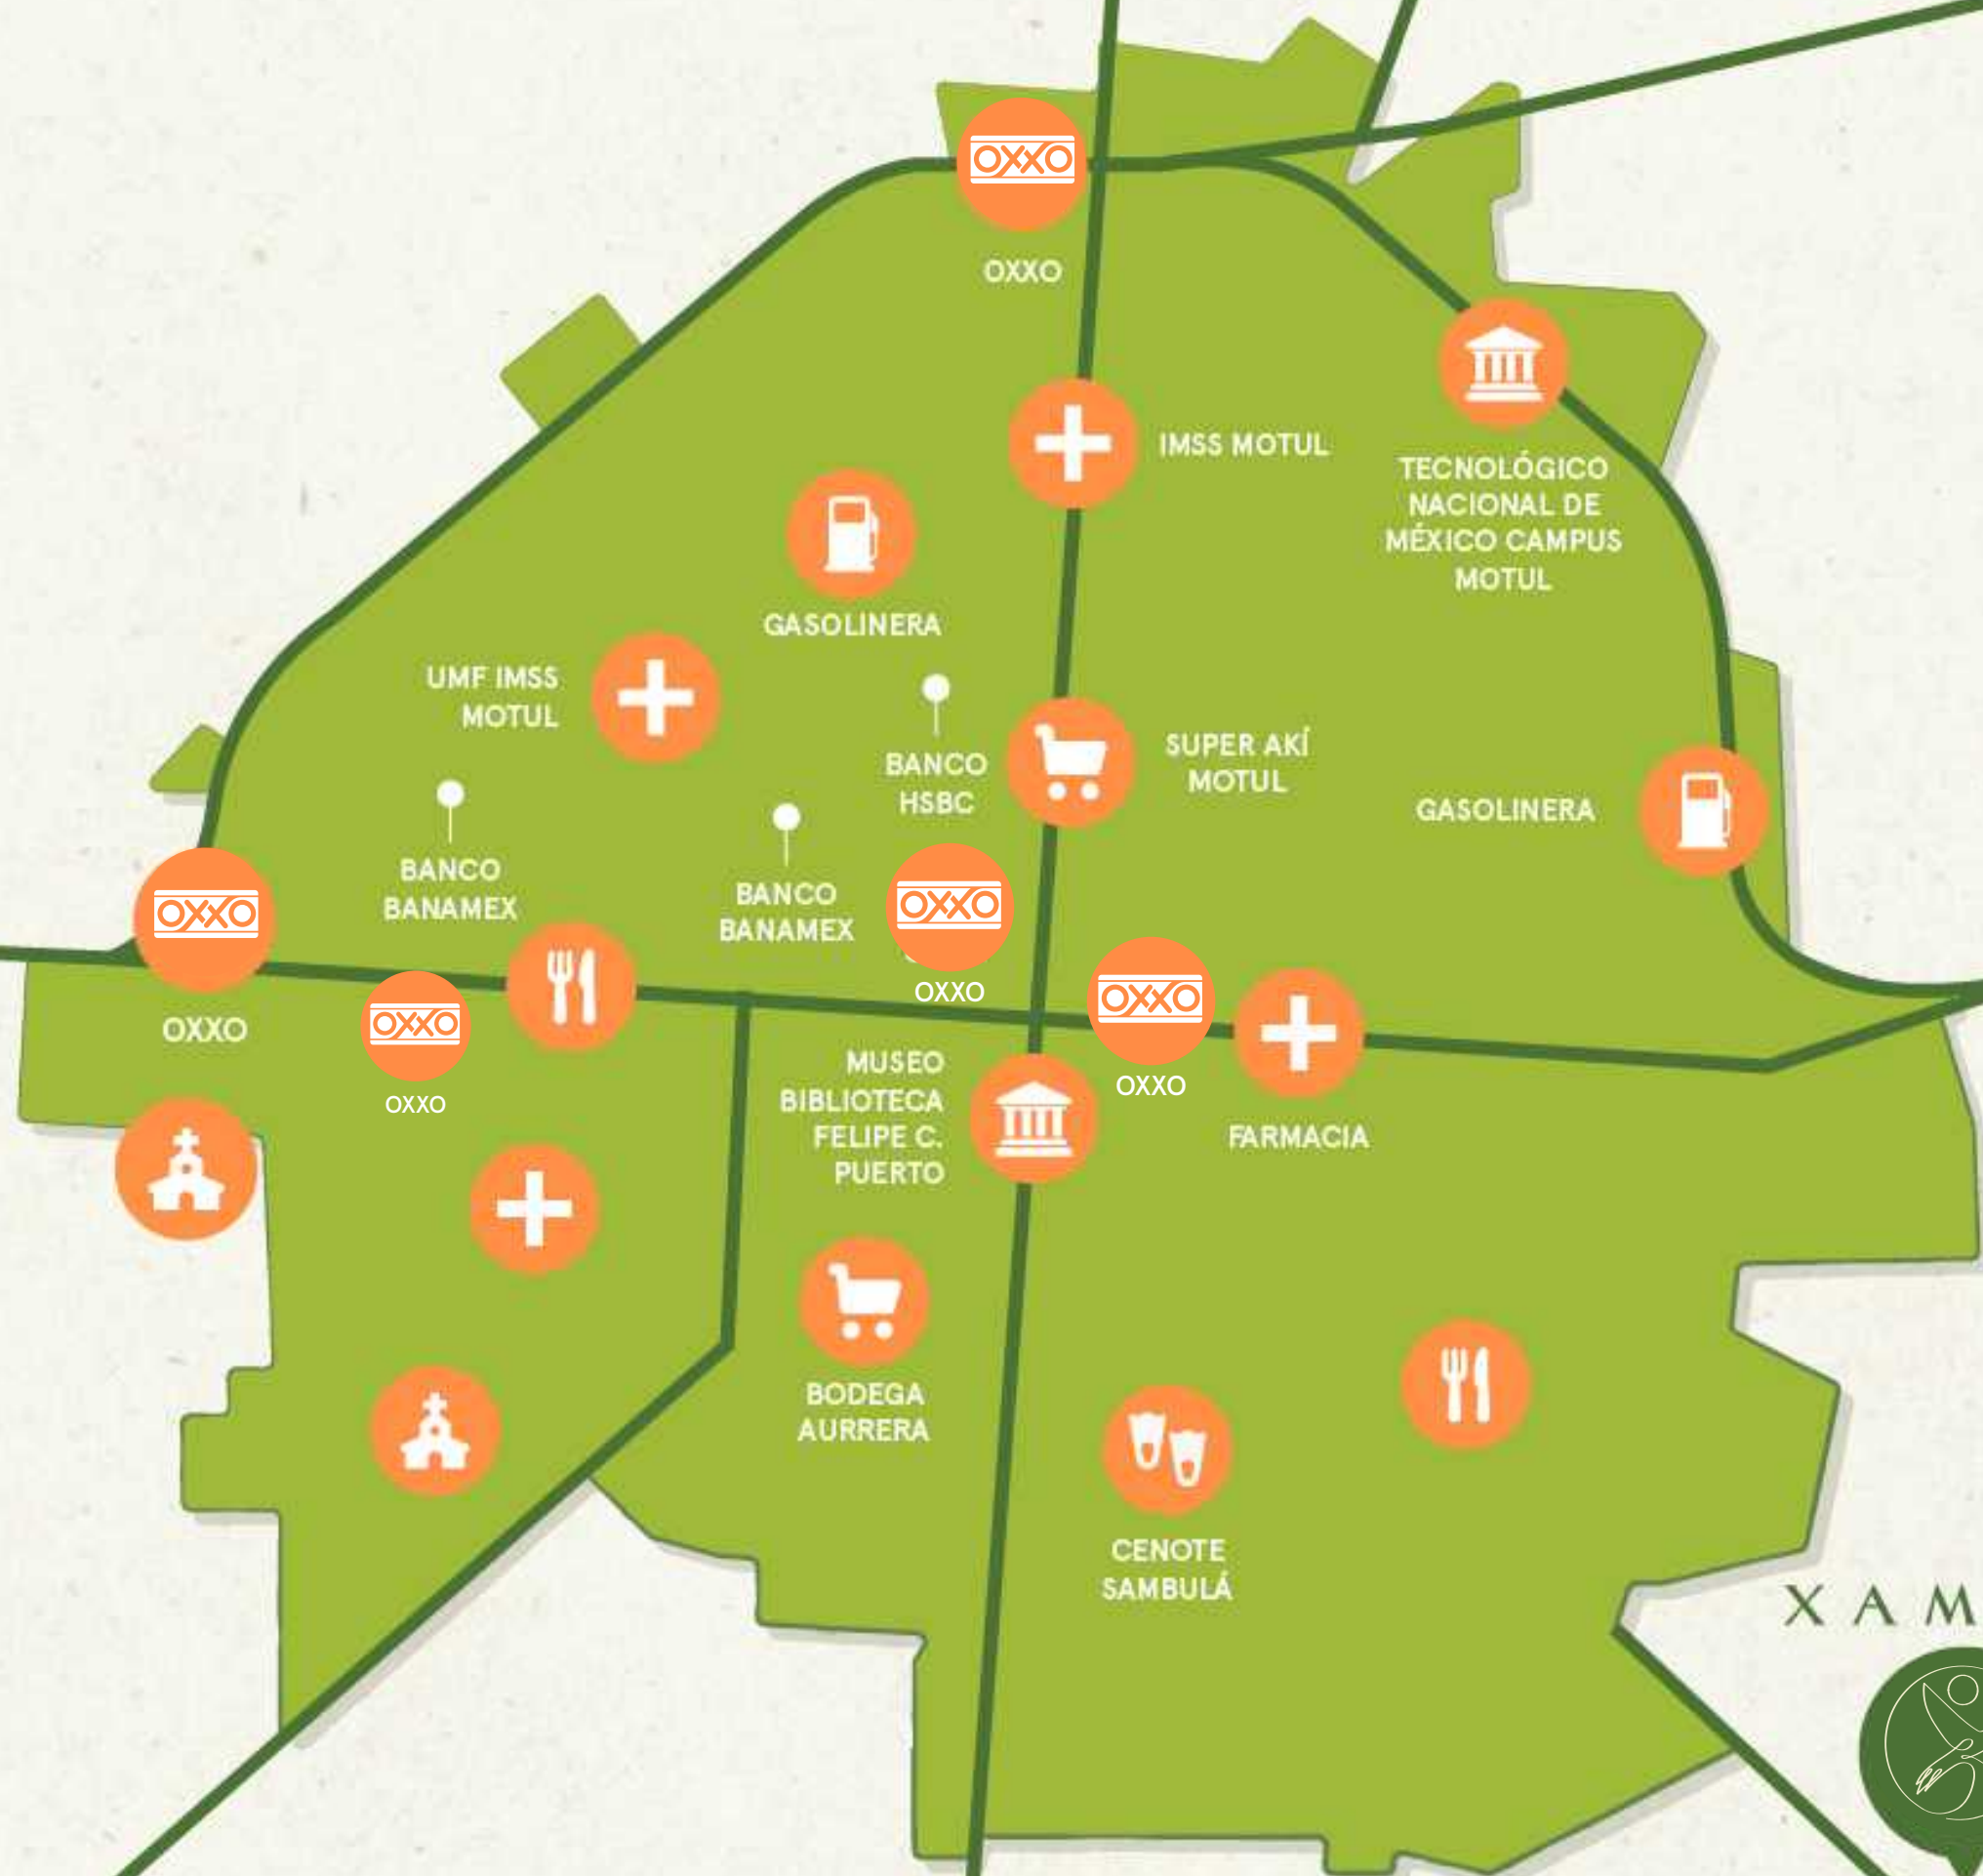 OXXO
OXXO
IMSS MOTUL
TECNOLÓGICO
NACIONAL DE
MÉXICO CAMPUS
MOTUL
GASOLINERA
UMF IMSS
MOTUL
BANCO
HSBC
SUPER AKÍ
MOTUL
GASOLINERA
BANCO
BANAMEX
BANCO
BANAMEX
OXXO
OXXO
OXXO
OXXO
OXXO
OXXO
OXXO
OXXO
MUSEO
BIBLIOTECA
FELIPE C.
PUERTO
FARMACIA
BODEGA
AURRERA
CENOTE
SAMBULÁ
XAM